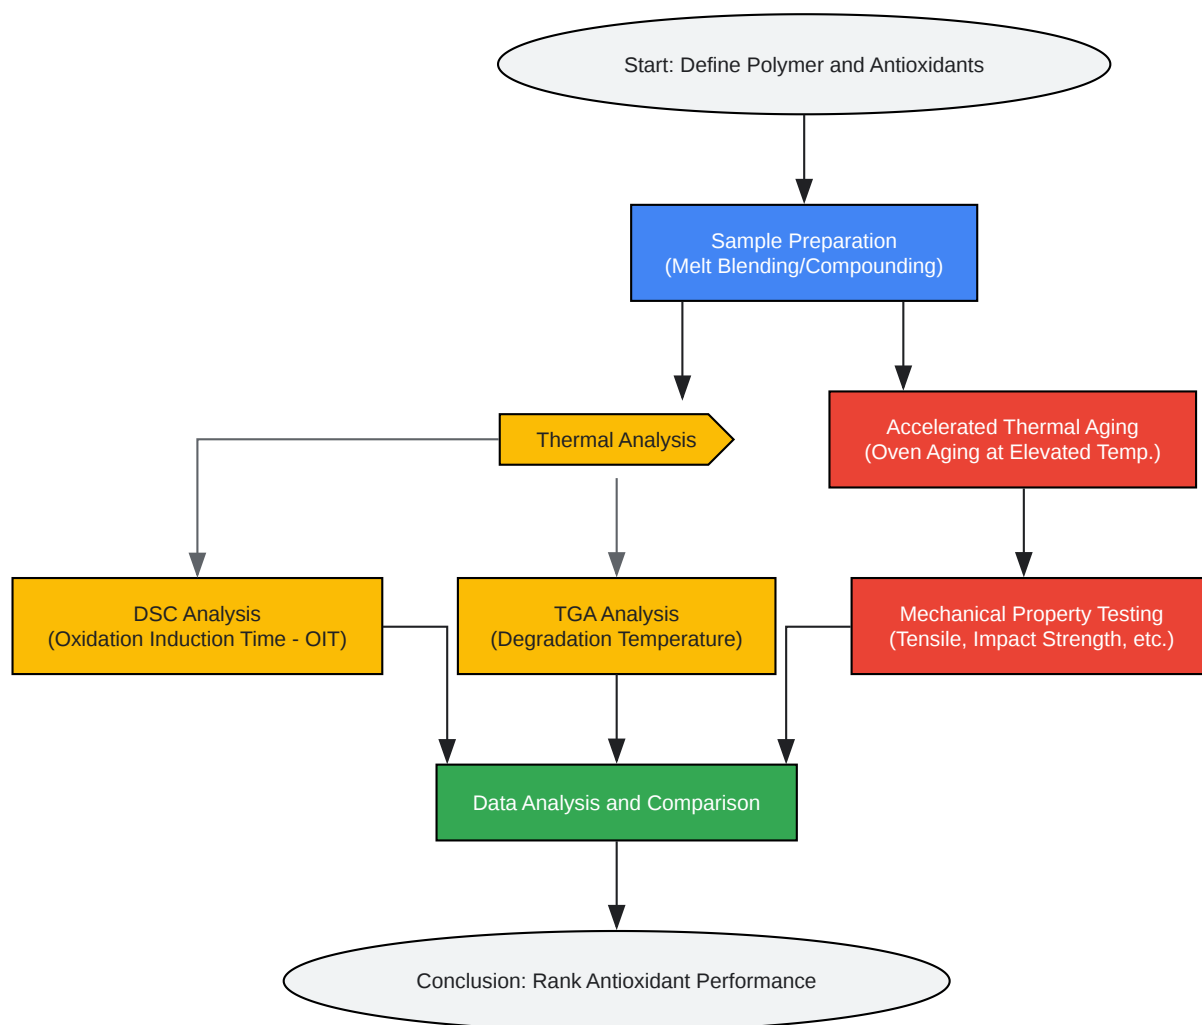 Start: Define Polymer and Antioxidants
Sample Preparation
(Melt Blending/Compounding)
Thermal Analysis
Accelerated Thermal Aging
(Oven Aging at Elevated Temp.)
DSC Analysis
(Oxidation Induction Time - OIT)
TGA Analysis
(Degradation Temperature)
Mechanical Property Testing
(Tensile, Impact Strength, etc.)
Data Analysis and Comparison
Conclusion: Rank Antioxidant Performance